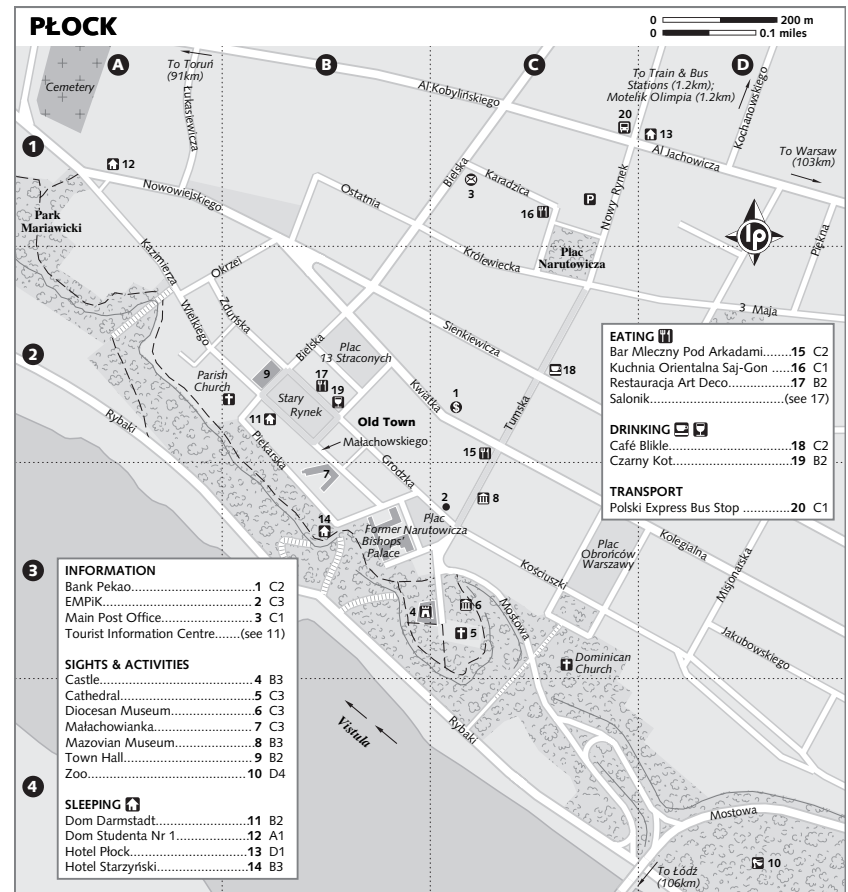 PŁOCK
0 200 m
0 0.1 miles
A
B
C
D
Cemetery
To Toruń
(91km)
Łukasiewicza
Al Kobylińskiego
To Train & Bus
Stations (1.2km);
Motelik Olimpia (1.2km)
Kochanowskiego
20
13
Al Jachowicza
To Warsaw
(103km)
1
12
Nowowiejskiego
Ostatnia
Bielska
3
Karadzica
16
P
Nowy Rynek
Park
Mariawicki
Plac
Narutowicza
lp
Piękna
Kazimierza
Wielkiego
Okrzei
Zduńska
Królewiecka
3 Maja
Sienkiewicza
2
Bielska
Plac
13 Straconych
Parish
Church
9
17
19
Stary
Rynek
11
Old Town
Małachowskiego
Kwiatka
1
18
Tumska
Rybaki
Piekarska
Grodzka
15
7
2
8
14
Former
Bishops'
Palace
Plac
Narutowicza
Plac
Obrońców
Warszawy
Kolegialna
Kościuszki
Misjonarska
3
4
6
5
Mostowa
Jakubowskiego
Dominican
Church
Vistula
Rybaki
4
Mostowa
10
To Łódź
(106km)
EATING
Bar Mleczny Pod Arkadami........15 C2
Kuchnia Orientalna Saj-Gon .....16 C1
Restauracja Art Deco.......17 B2
Salonik..............................(see 17)
DRINKING
Café Blikle.............................18 C2
Czarny Kot............................19 B2
TRANSPORT
Polski Express Bus Stop ............20 C1
INFORMATION
Bank Pekao..............................1 C2
EMPiK....................................2 C3
Main Post Office.......................3 C1
Tourist Information Centre.......(see 11)
SIGHTS & ACTIVITIES
Castle.....................................4 B3
Cathedral................................5 C3
Diocesan Museum....................6 C3
Małachowianka.......................7 C3
Mazovian Museum...................8 B3
Town Hall...............................9 B2
Zoo......................................10 D4
SLEEPING
Dom Darmstadt......................11 B2
Dom Studenta Nr 1..................12 A1
Hotel Płock............................13 D1
Hotel Starzyński.....................14 B3